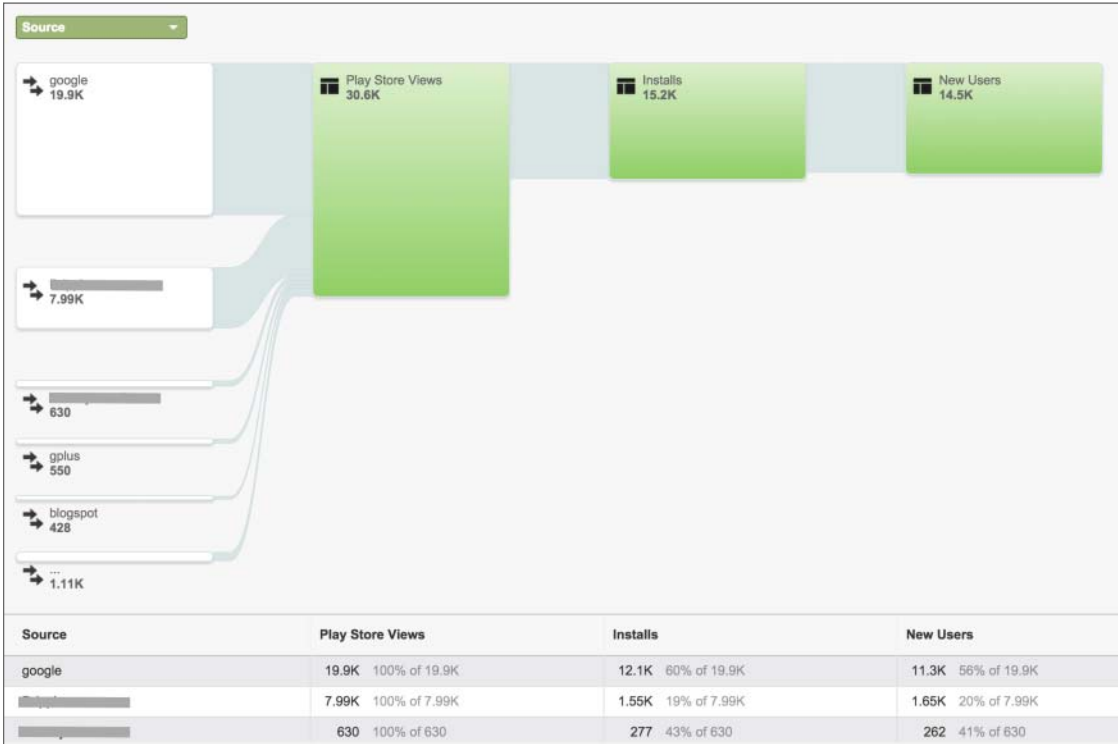 Source
google
19.9K
Play Store Views
30.6K
Installs
15.2K
New Users
14.5K
7.99K
630
gplus
550
blogspot
428
...
1.11K
Source Play Store Views Installs New Users
google 19.9K 100% of 19.9K 12.1K 60% of 19.9K 11.3K 56% of 19.9K
7.99K 100% of 7.99K 1.55K 19% of 7.99K 1.65K 20% of 7.99K
630 100% of 630 277 43% of 630 262 41% of 630